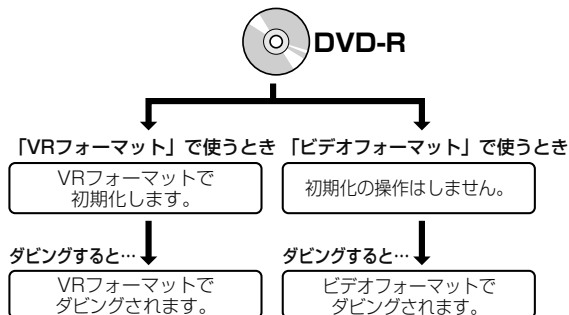 DVD-R
「VRフォーマット」で使うとき
「ビデオフォーマット」で使うとき
VRフォーマットで
初期化します。
初期化の操作はしません。
ダビングすると…
ダビングすると…
VRフォーマットで
ダビングされます。
ビデオフォーマットで
ダビングされます。